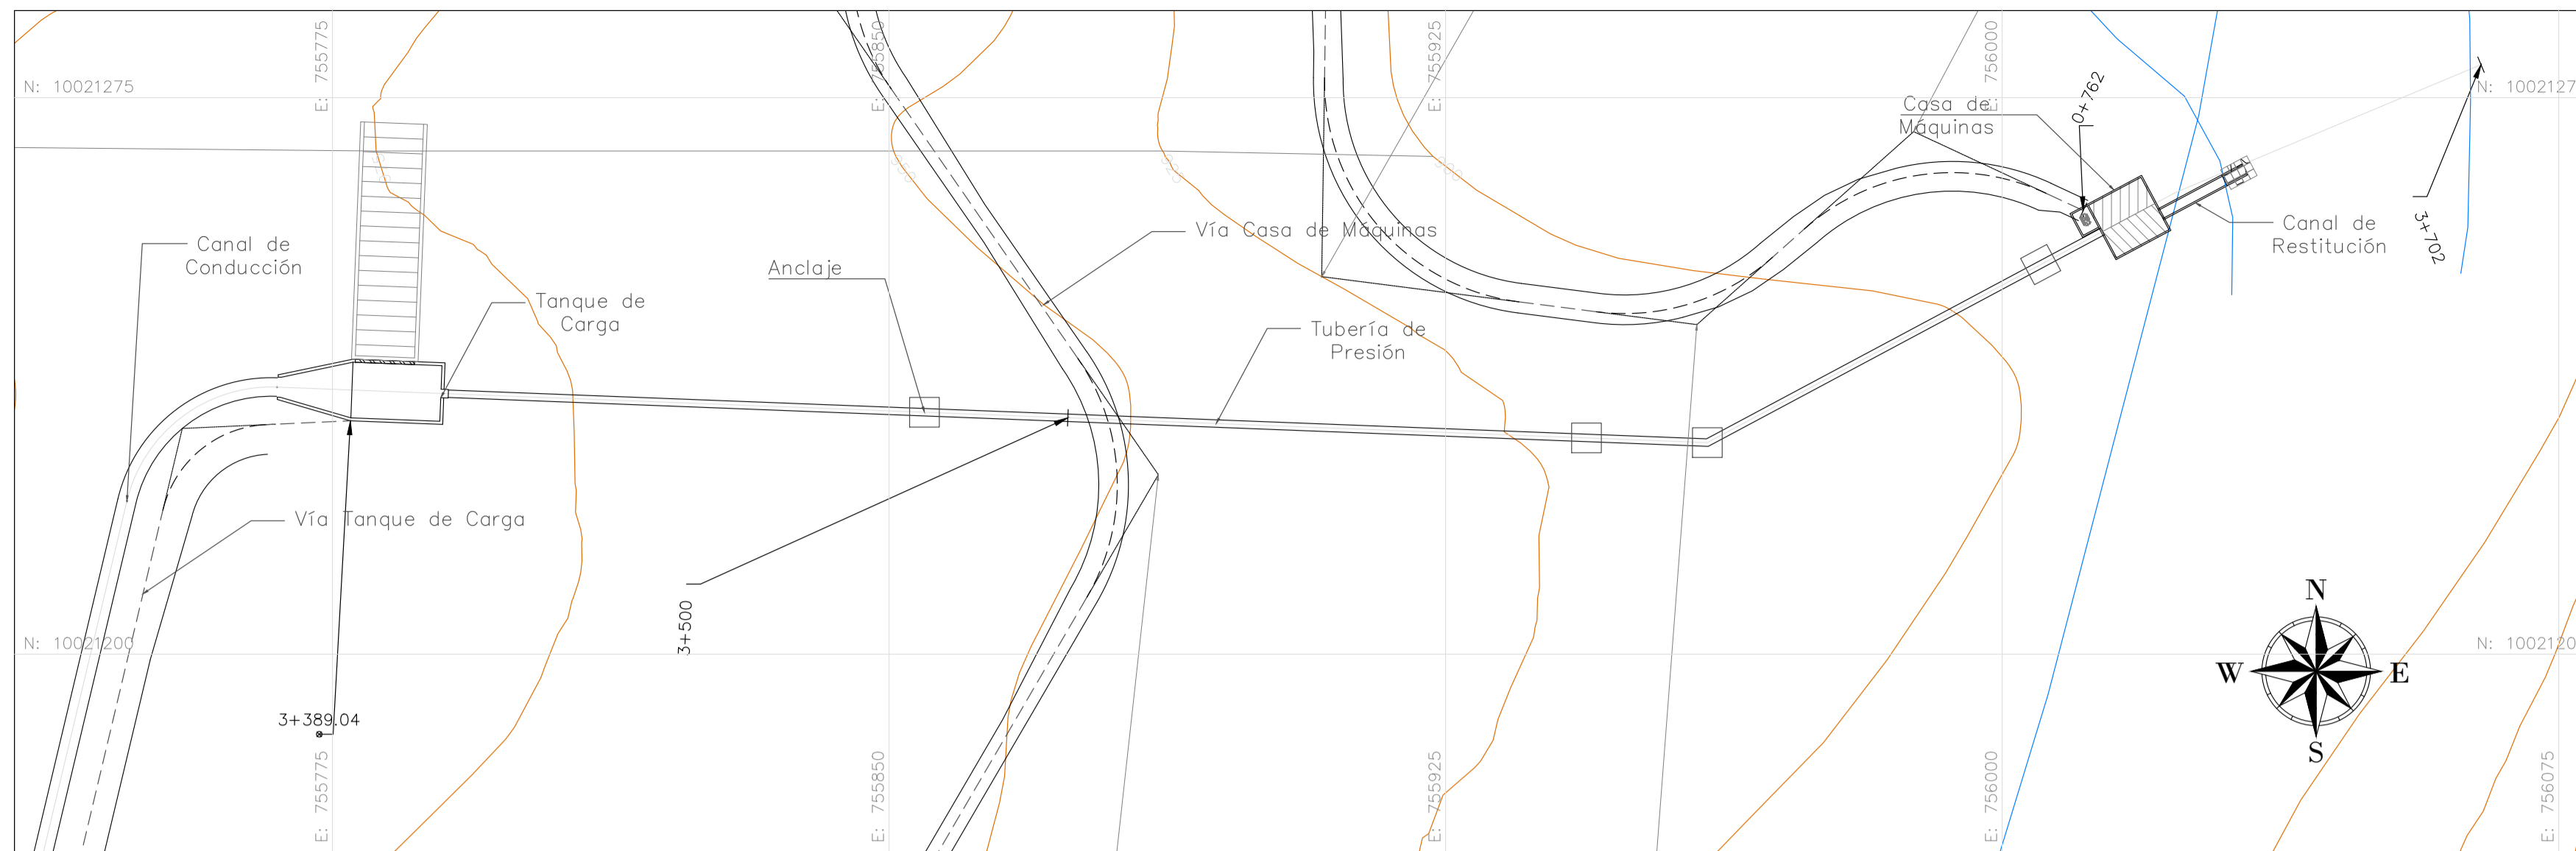 E: 755775
E: 755850
E: 755925
E: 756000
N: 10021275
N: 1002127
Casa de
Máquinas
0+762
3+702
Canal de
Restitución
Vía Casa de Máquinas
Canal de
Conducción
Anclaje
Tanque de
Carga
Tubería de
Presión
Vía Tanque de Carga
3+500
N: 10021200
N: 1002120
3+389.04
N
W
E
S
E: 755775
E: 755850
E: 755925
E: 756000
E: 756075